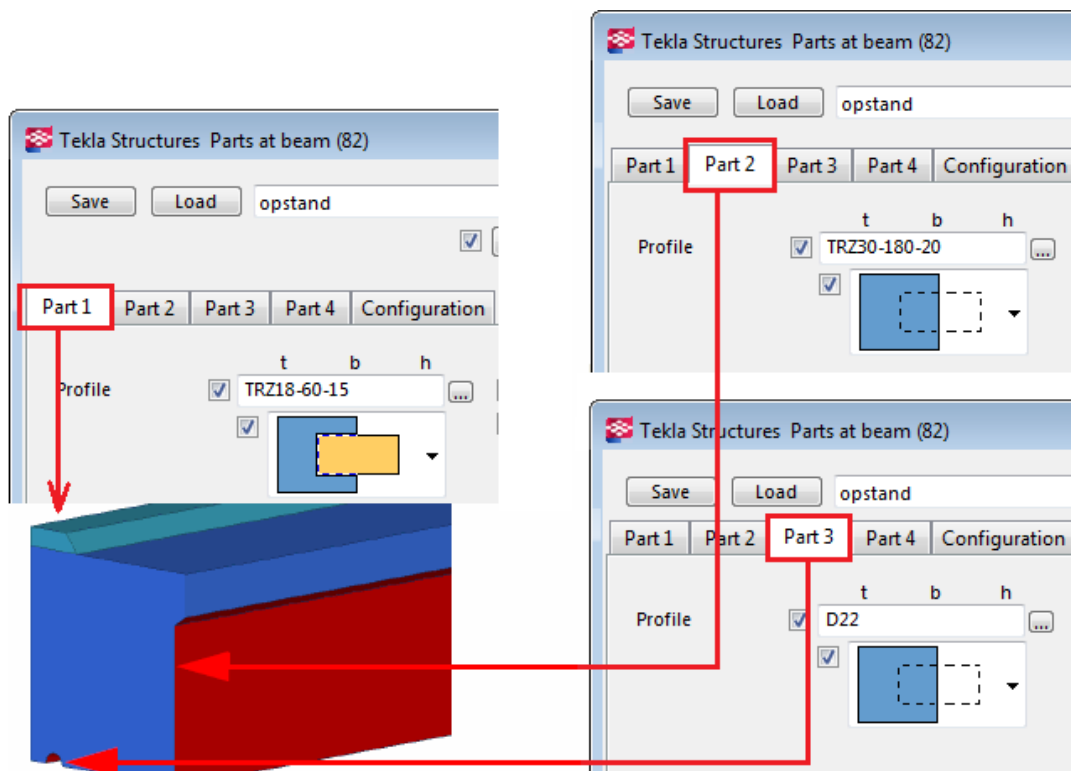 Tekla Structures Parts at beam (82)
Save Load opstand
Part 1 Part 2 Part 3 Part 4 Configuration
t b h
Profile TRZ18-60-15 ...
Tekla Structures Parts at beam (82)
Save Load opstand
Part 1 Part 2 Part 3 Part 4 Configuration
t b h
Profile TRZ30-180-20 ...
Tekla Structures Parts at beam (82)
Save Load opstand
Part 1 Part 2 Part 3 Part 4 Configuration
t b h
Profile D22 ...